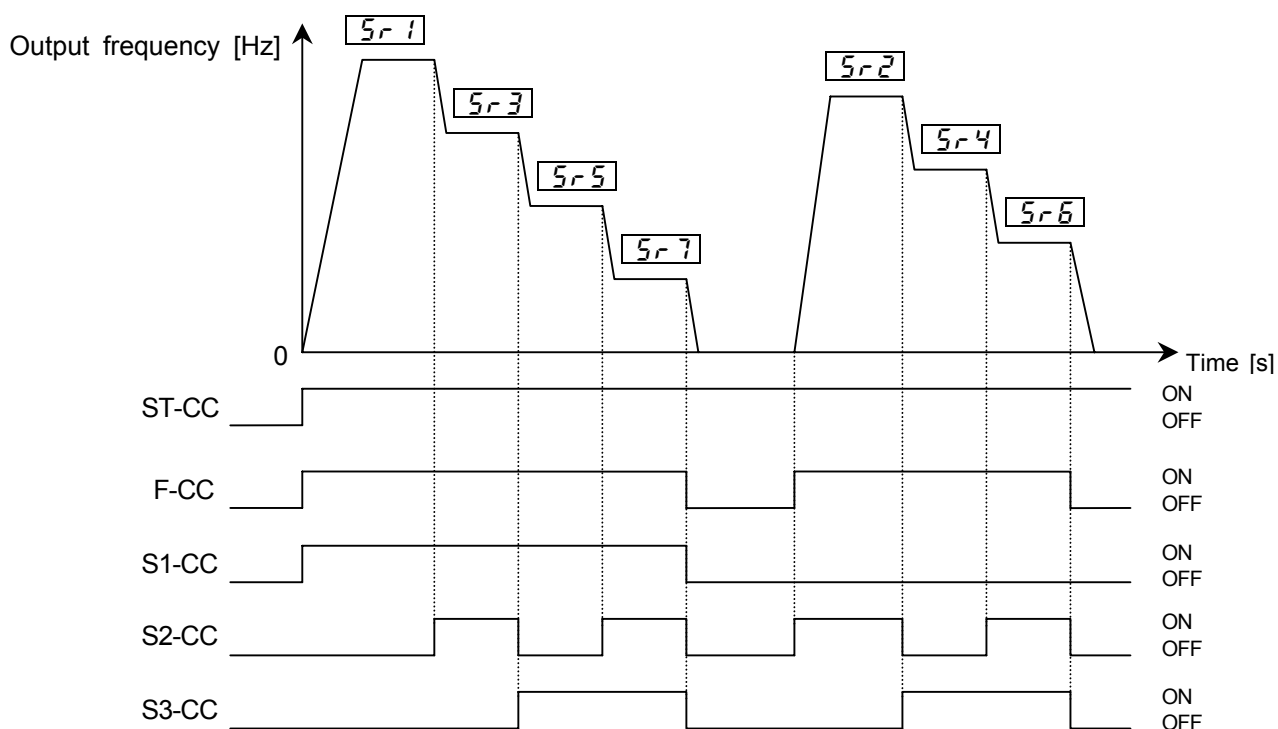 Sr1
Output frequency [Hz]
Sr2
Sr3
Sr4
Sr5
Sr6
Sr7
0
Time [s]
ST-CC
ON
OFF
F-CC
ON
OFF
S1-CC
ON
OFF
S2-CC
ON
OFF
S3-CC
ON
OFF